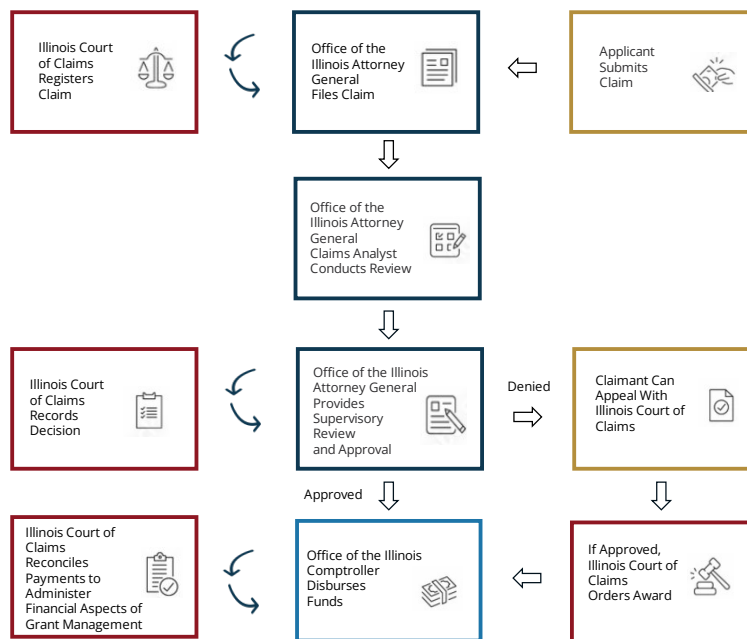 Illinois Court
of Claims
Registers
Claim
Office of the
Illinois Attorney
General
Files Claim
Applicant
Submits
Claim
Office of the
Illinois Attorney
General
Claims Analyst
Conducts Review
Illinois Court
of Claims
Records
Decision
Office of the Illinois
Attorney General
Provides
Supervisory
Review
and Approval
Denied
Claimant Can
Appeal With
Illinois Court of
Claims
Approved
Illinois Court of
Claims
Reconciles
Payments to
Administer
Financial Aspects of
Grant Management
Office of the Illinois
Comptroller
Disburses
Funds
If Approved,
Illinois Court of
Claims
Orders Award